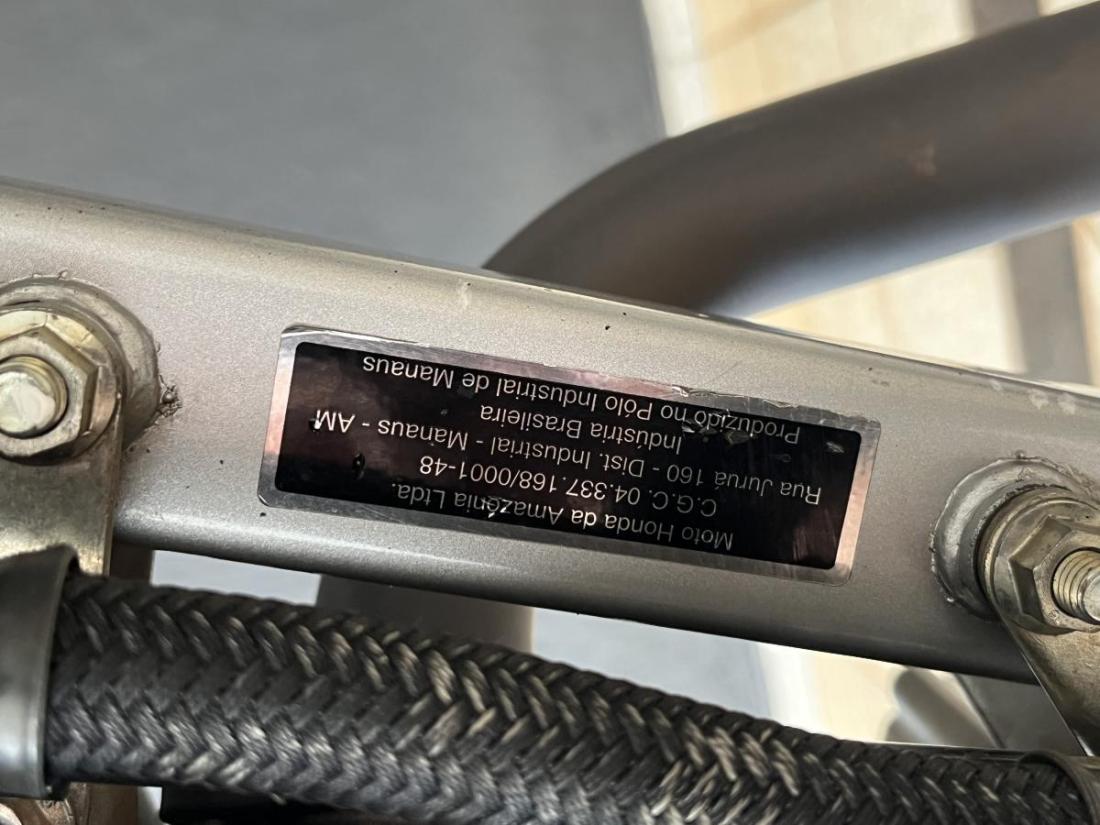 Moto Honda da Amazônia Ltda.
C.G.C. 04.337.168/0001-48
Rua Juruá 160 - Dist. Industrial - Manaus - AM
Indústria Brasileira
Produzido no Pólo Industrial de Manaus